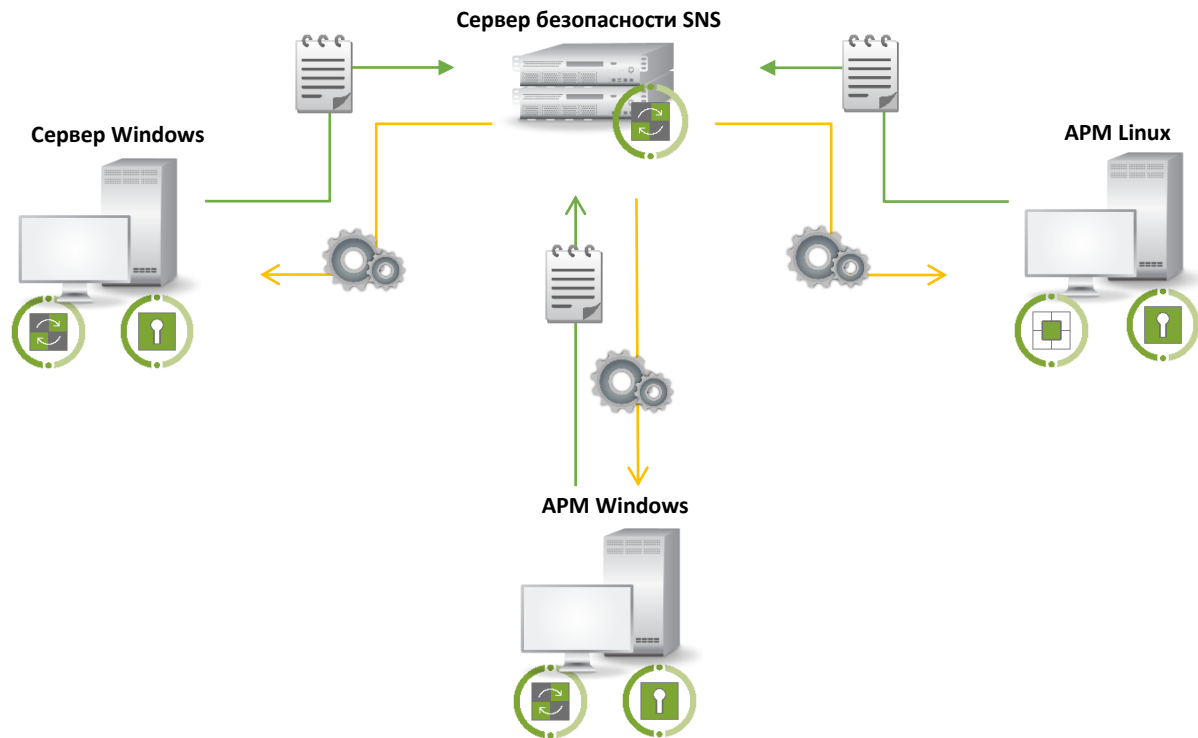 Сервер безопасности SNS
Сервер Windows
АРМ Linux
АРМ Windows